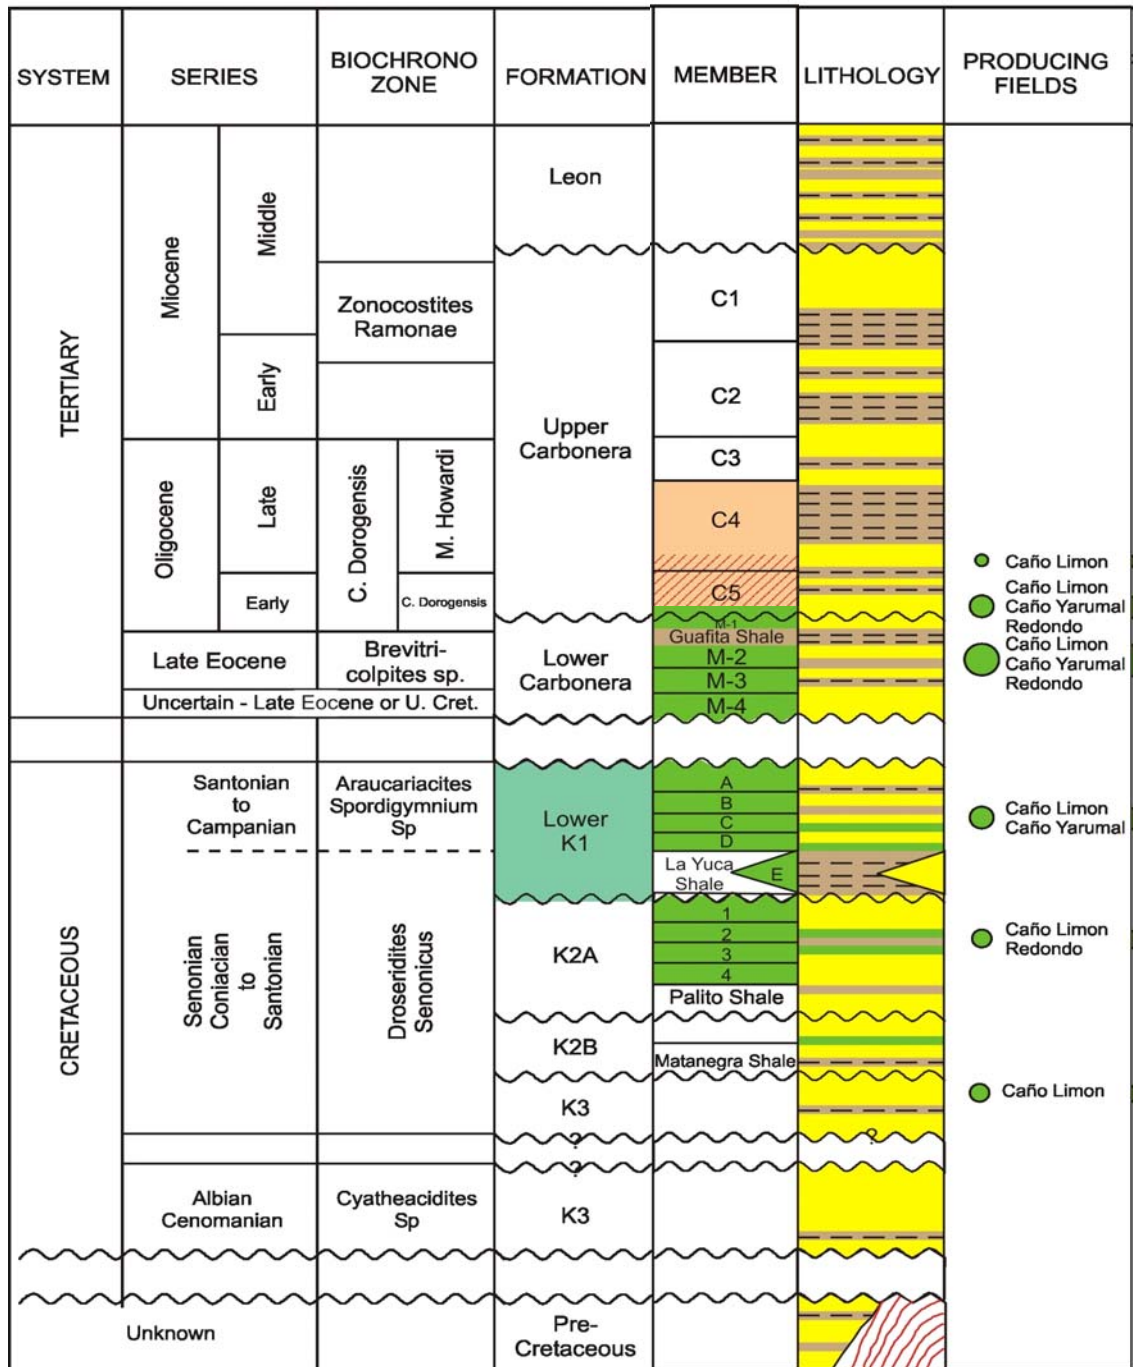 SYSTEM
SERIES
BIOCHRONO
ZONE
FORMATION
MEMBER
LITHOLOGY
PRODUCING
FIELDS
TERTIARY
Miocene
Middle
Early
Oligocene
Late
Early
Late Eocene
Uncertain - Late Eocene or U. Cret.
Zonocostites
Ramonae
C. Dorogensis
M. Howardi
C. Dorogensis
Brevitri-
colpites sp.
Leon
Upper
Carbonera
Lower
Carbonera
C1
C2
C3
C4
C5
M-1
Guafita Shale
M-2
M-3
M-4
Caño Limon
Caño Limon
Caño Yarumal
Redondo
Caño Limon
Caño Yarumal
Redondo
CRETACEOUS
Santonian
to
Campanian
Araucariacites
Spordigymnium
Sp
Lower
K1
A
B
C
D
La Yuca
Shale
E
Caño Limon
Caño Yarumal
Senonian
Coniacian
to
Santonian
Droseridites
Senonicus
K2A
1
2
3
4
Palito Shale
Caño Limon
Redondo
K2B
Matanegra Shale
K3
Caño Limon
?
?
?
Albian
Cenomanian
Cyatheacidites
Sp
K3
Unknown
Pre-
Cretaceous